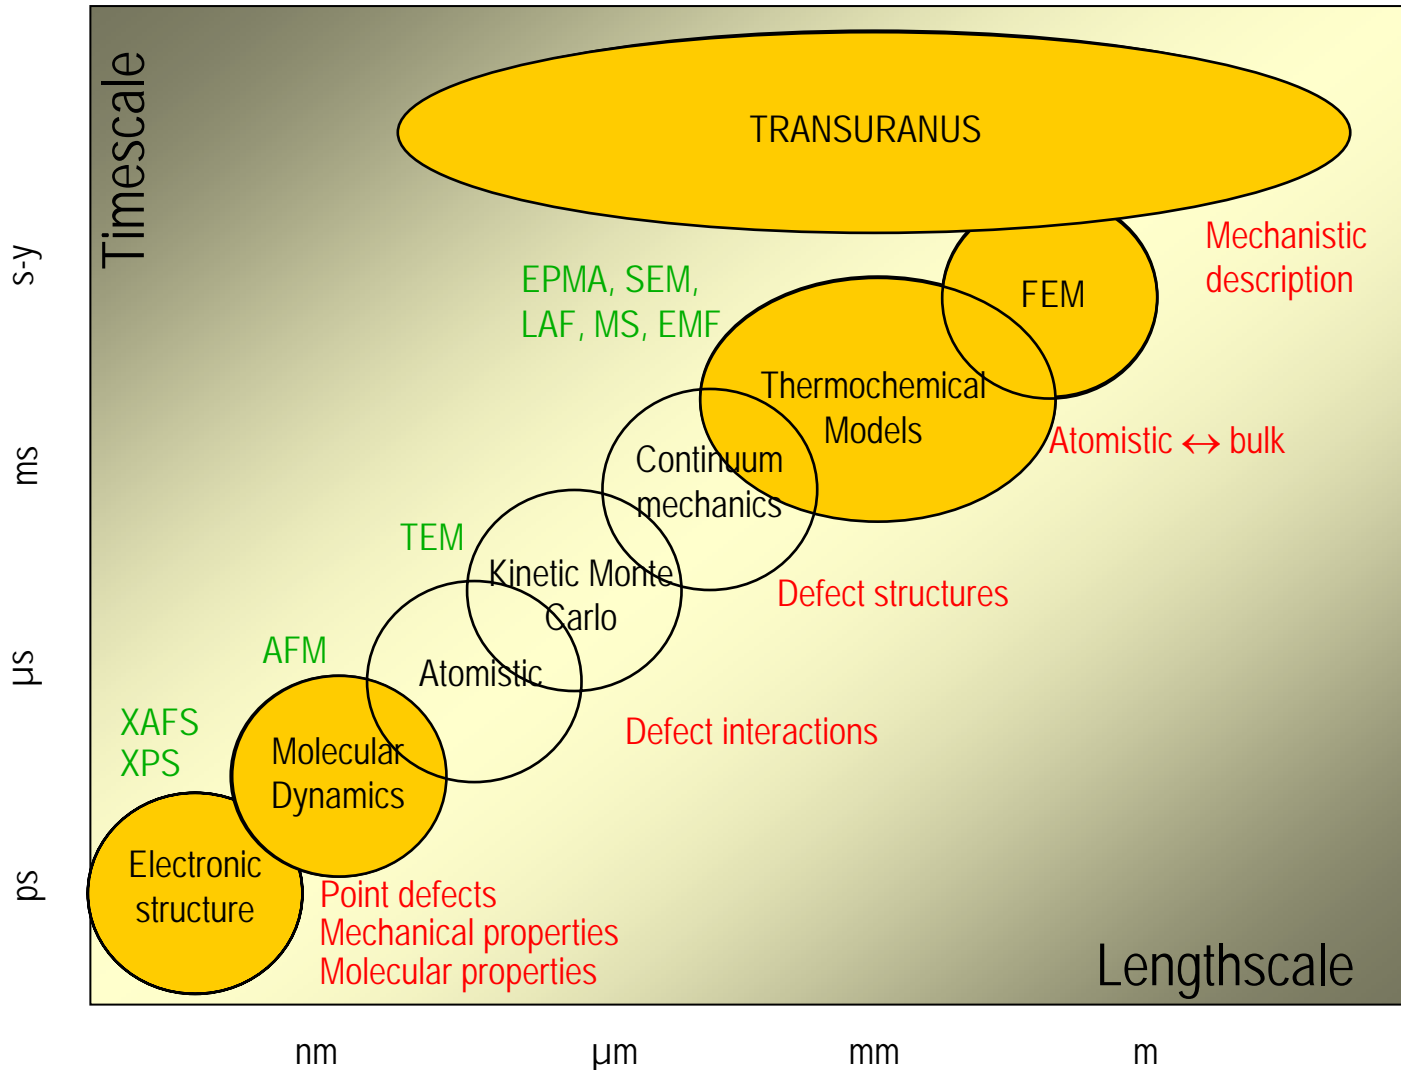 Timescale
TRANSURANUS
s-y
Mechanistic
description
EPMA, SEM,
LAF, MS, EMF
FEM
Thermochemical
Models
Atomistic ↔ bulk
ms
Continuum
mechanics
TEM
Kinetic Monte
Carlo
Defect structures
AFM
µs
Atomistic
Defect interactions
XAFS
XPS
Molecular
Dynamics
ps
Electronic
structure
Point defects
Mechanical properties
Molecular properties
Lengthscale
nm
µm
mm
m